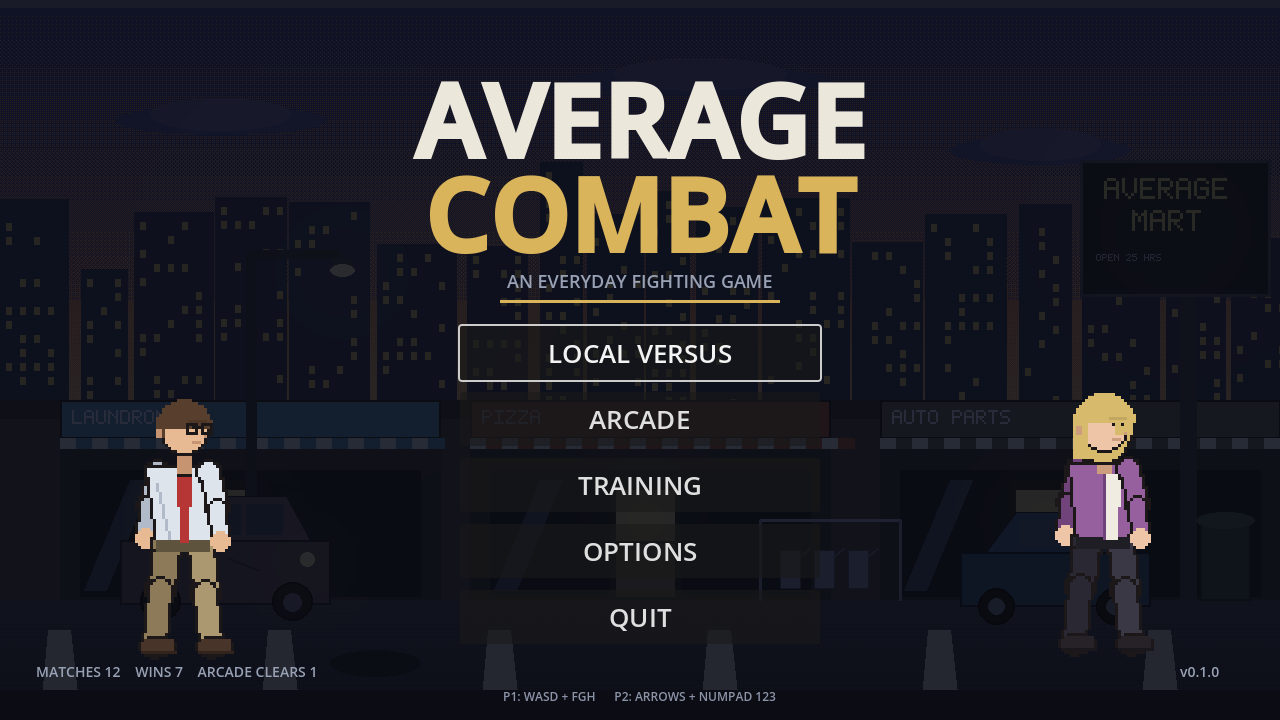 AVERAGE
COMBAT
AVERAGE
MART
OPEN 25 HRS
AN EVERYDAY FIGHTING GAME
LOCAL VERSUS
LAUNDRO
PIZZA
AUTO PARTS
ARCADE
TRAINING
OPTIONS
QUIT
MATCHES 12 WINS 7 ARCADE CLEARS 1
v0.1.0
P1: WASD + FGH P2: ARROWS + NUMPAD 123